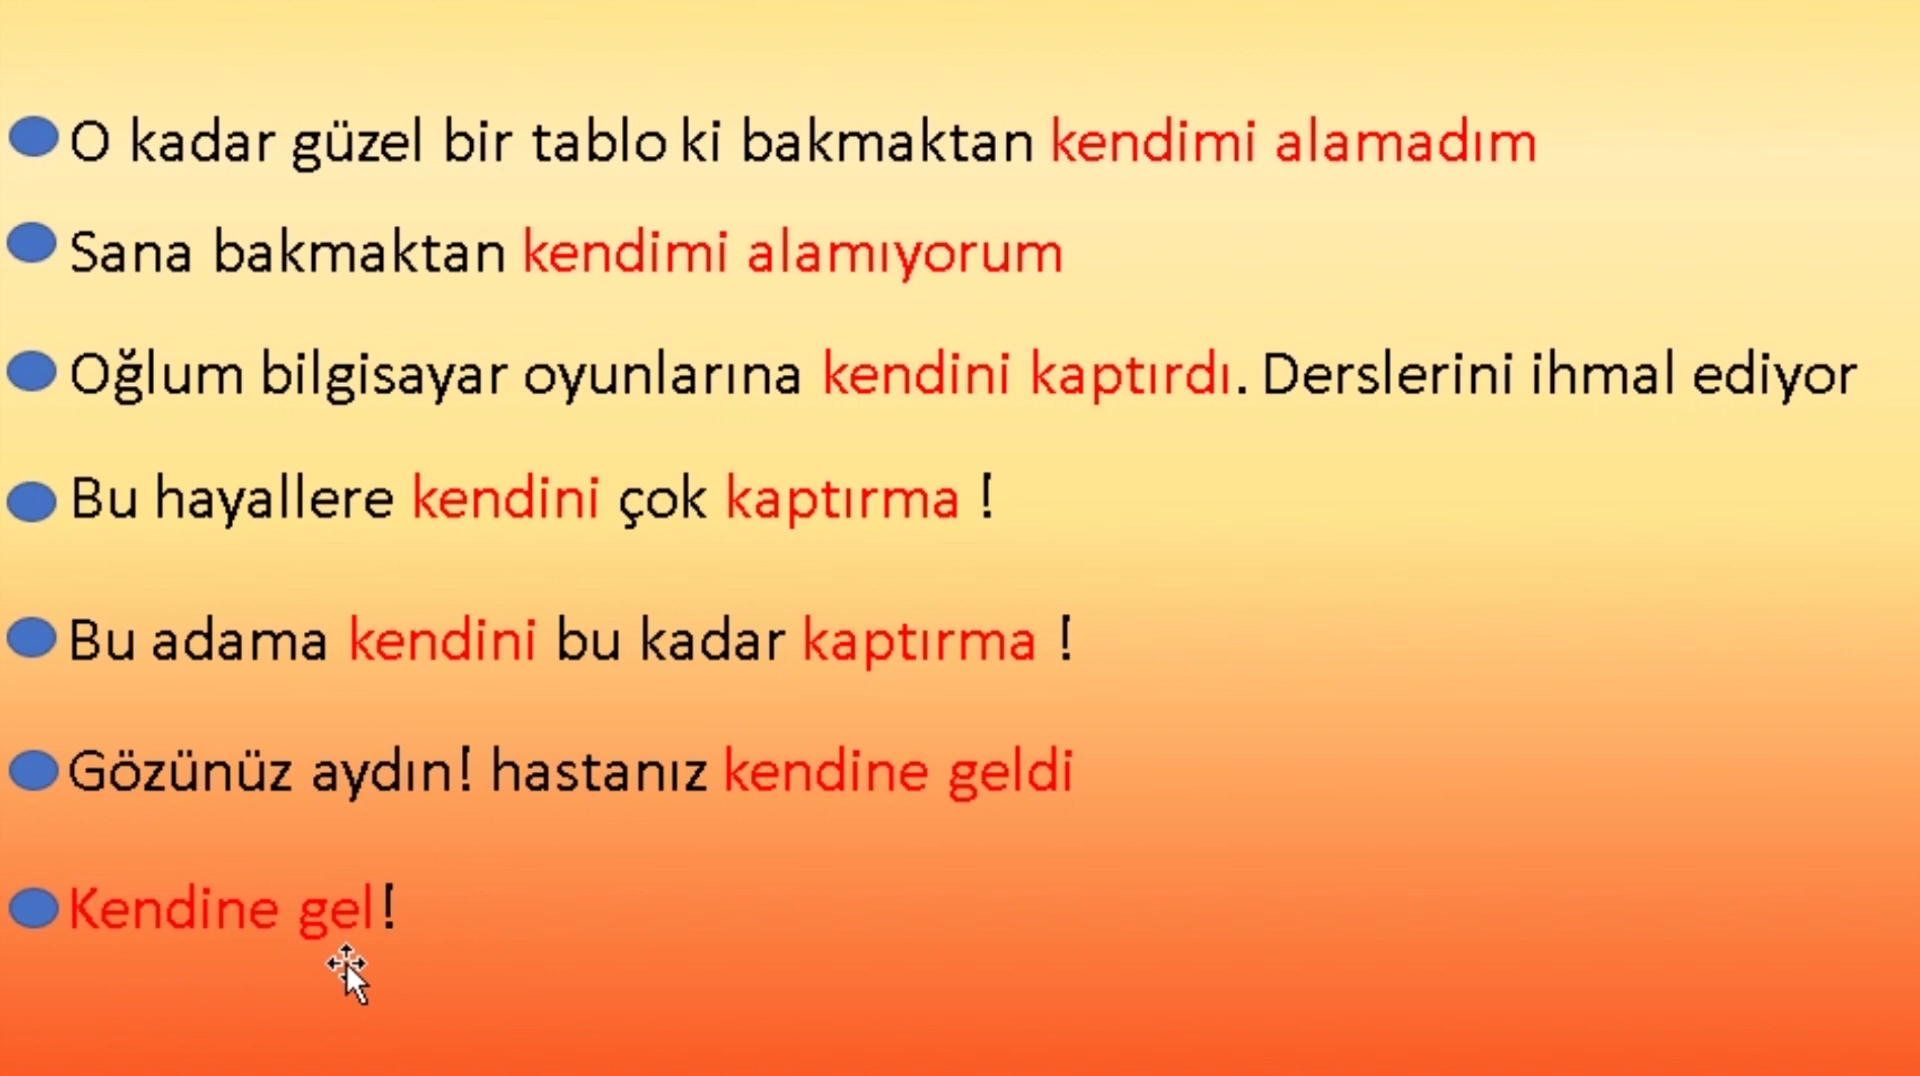 O kadar güzel bir tablo ki bakmaktan kendimi alamadım
Sana bakmaktan kendimi alamıyorum
Oğlum bilgisayar oyunlarına kendini kaptırdı. Derslerini ihmal ediyor
Bu hayallere kendini çok kaptırma !
Bu adama kendini bu kadar kaptırma !
Gözünüz aydın! hastanız kendine geldi
Kendine gel!